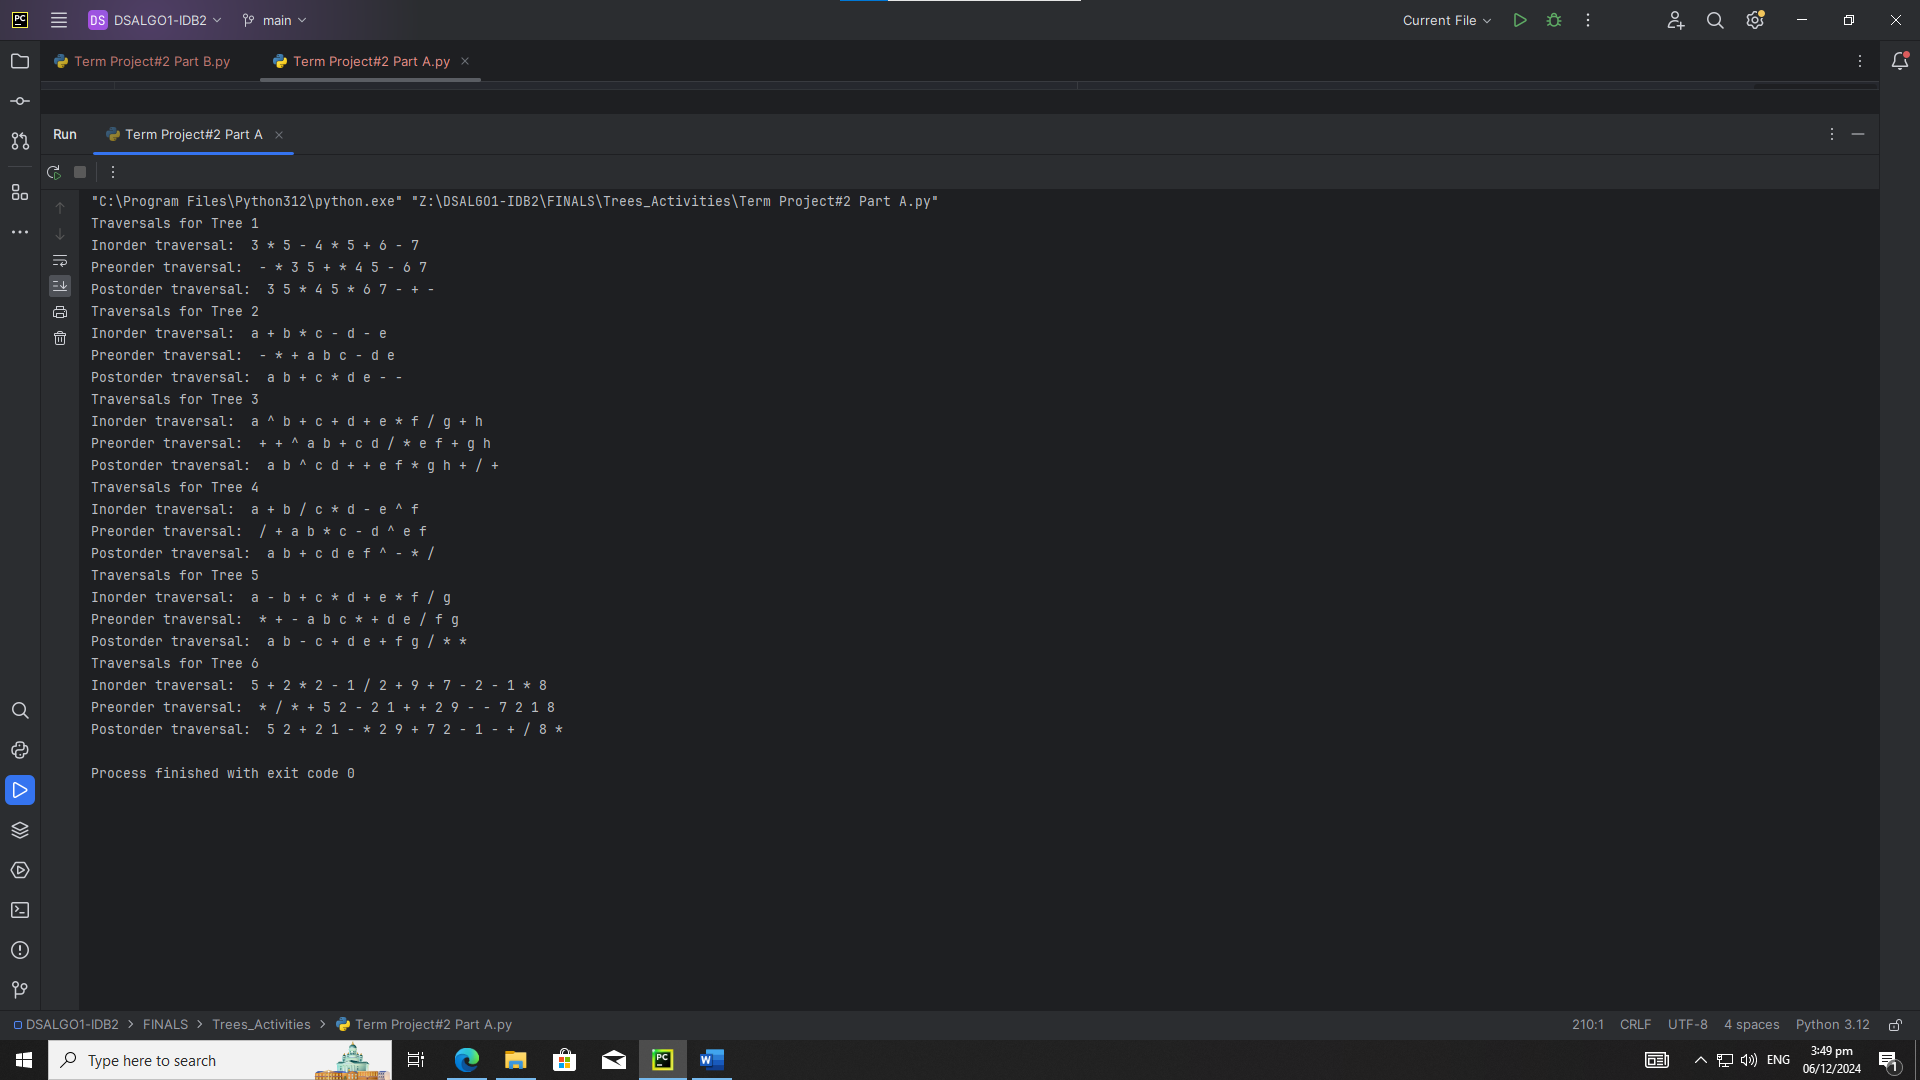 PC
DS DSALGO1-IDB2 main Current File
Term Project#2 Part B.py Term Project#2 Part A.py
Run Term Project#2 Part A
"C:\Program Files\Python312\python.exe" "Z:\DSALGO1-IDB2\FINALS\Trees_Activities\Term Project#2 Part A.py"
Traversals for Tree 1
Inorder traversal:  3 * 5 - 4 * 5 + 6 - 7
Preorder traversal:  - * 3 5 + * 4 5 - 6 7
Postorder traversal:  3 5 * 4 5 * 6 7 - + -
Traversals for Tree 2
Inorder traversal:  a + b * c - d - e
Preorder traversal:  - * + a b c - d e
Postorder traversal:  a b + c * d e - -
Traversals for Tree 3
Inorder traversal:  a ^ b + c + d + e * f / g + h
Preorder traversal:  + + ^ a b + c d / * e f + g h
Postorder traversal:  a b ^ c d + + e f * g h + / +
Traversals for Tree 4
Inorder traversal:  a + b / c * d - e ^ f
Preorder traversal:  / + a b * c - d ^ e f
Postorder traversal:  a b + c d e f ^ - * /
Traversals for Tree 5
Inorder traversal:  a - b + c * d + e * f / g
Preorder traversal:  * + - a b c * + d e / f g
Postorder traversal:  a b - c + d e + f g / * *
Traversals for Tree 6
Inorder traversal:  5 + 2 * 2 - 1 / 2 + 9 + 7 - 2 - 1 * 8
Preorder traversal:  * / * + 5 2 - 2 1 + + 2 9 - - 7 2 1 8
Postorder traversal:  5 2 + 2 1 - * 2 9 + 7 2 - 1 - + / 8 *
Process finished with exit code 0
DSALGO1-IDB2 > FINALS > Trees_Activities > Term Project#2 Part A.py 210:1 CRLF UTF-8 4 spaces Python 3.12
Type here to search PC W ENG 3:49 pm
06/12/2024 1